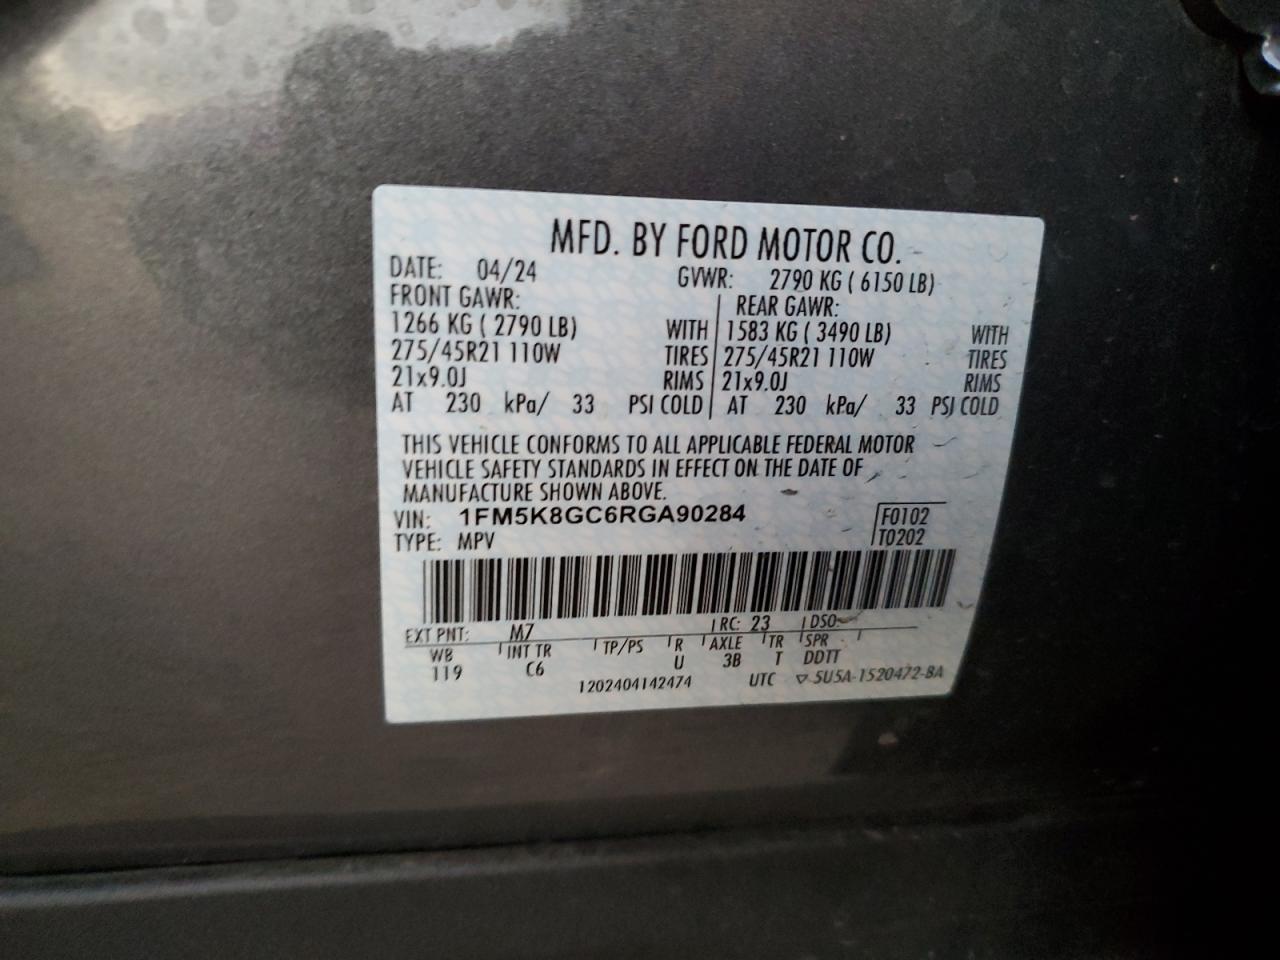 MFD. BY FORD MOTOR CO.
DATE: 04/24 GVWR: 2790 KG ( 6150 LB)
FRONT GAWR: REAR GAWR:
1266 KG ( 2790 LB) WITH 1583 KG ( 3490 LB) WITH
275/45R21 110W TIRES 275/45R21 110W TIRES
21x9.0J RIMS 21x9.0J RIMS
AT 230 kPa/ 33 PSI COLD AT 230 kPa/ 33 PSI COLD
THIS VEHICLE CONFORMS TO ALL APPLICABLE FEDERAL MOTOR
VEHICLE SAFETY STANDARDS IN EFFECT ON THE DATE OF
MANUFACTURE SHOWN ABOVE.
VIN: 1FM5K8GC6RGA90284 F0102
TYPE: MPV T0202
EXT PNT: M7 RC: 23 DSO:
WB INT TR TP/PS R AXLE TR SPR
119 C6 U 3B T DDTT
1202404142474 UTC ▽ 5U5A-1520472-BA